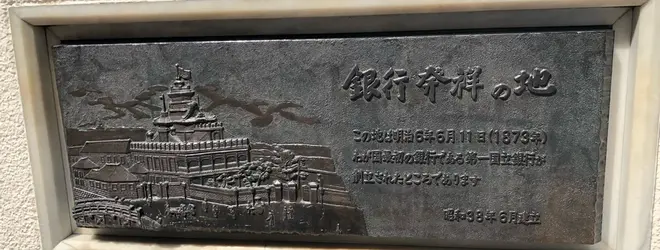 銀行発祥の地
この地は明治6年6月11日(1873年)
わが国最初の銀行である第一国立銀行が
創立されたところであります
昭和38年6月建立